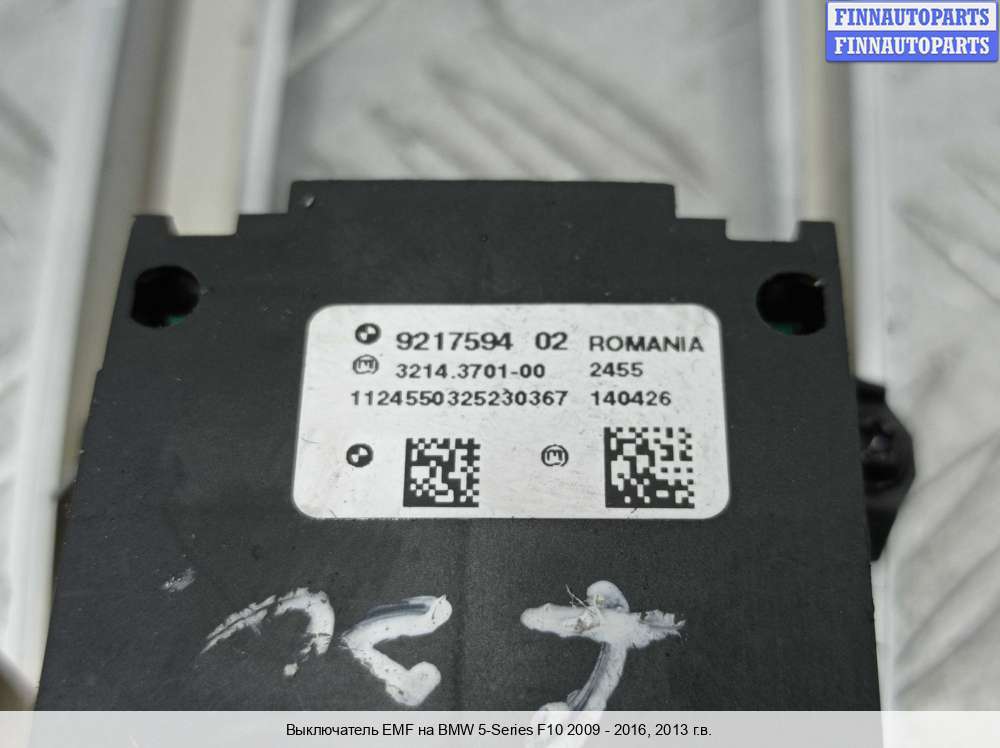 FINNAUTOPARTS
FINNAUTOPARTS
9217594 02 ROMANIA
3214.3701-00 2455
1124550325230367 140426
Выключатель EMF на BMW 5-Series F10 2009 - 2016, 2013 г.в.